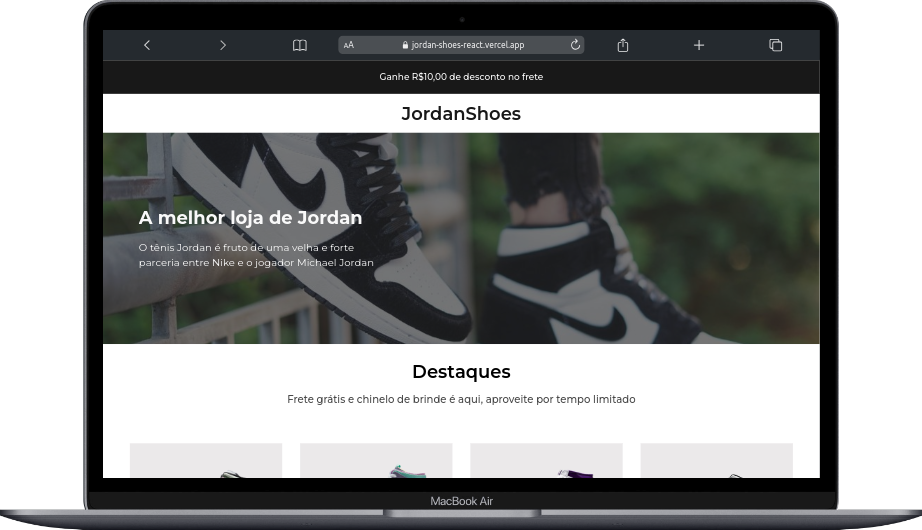 AA
jordan-shoes-react.vercel.app
Ganhe R$10,00 de desconto no frete
JordanShoes
A melhor loja de Jordan
O tênis Jordan é fruto de uma velha e forte
parceria entre Nike e o jogador Michael Jordan
Destaques
Frete grátis e chinelo de brinde é aqui, aproveite por tempo limitado
MacBook Air